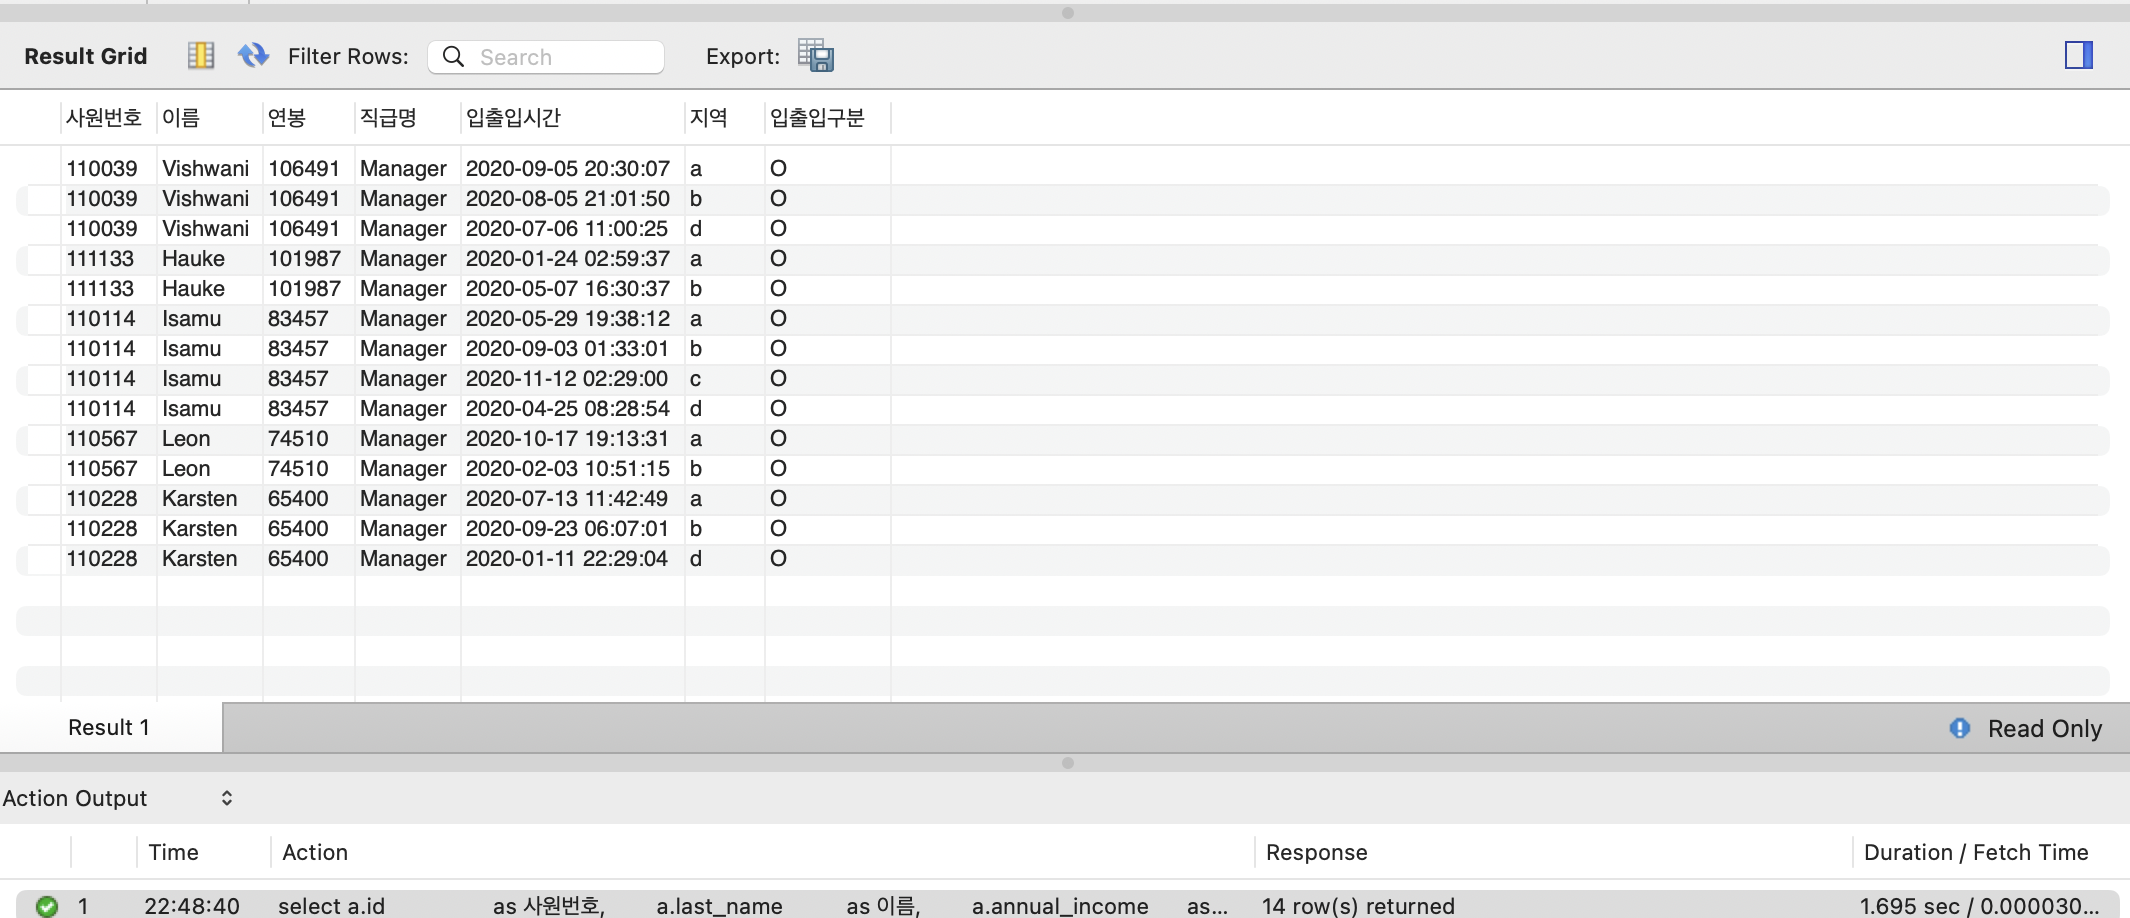 Result Grid Filter Rows: Search Export:
사원번호 이름 연봉 직급명 입출입시간 지역 입출입구분
110039 Vishwani 106491 Manager 2020-09-05 20:30:07 a O
110039 Vishwani 106491 Manager 2020-08-05 21:01:50 b O
110039 Vishwani 106491 Manager 2020-07-06 11:00:25 d O
111133 Hauke 101987 Manager 2020-01-24 02:59:37 a O
111133 Hauke 101987 Manager 2020-05-07 16:30:37 b O
110114 Isamu 83457 Manager 2020-05-29 19:38:12 a O
110114 Isamu 83457 Manager 2020-09-03 01:33:01 b O
110114 Isamu 83457 Manager 2020-11-12 02:29:00 c O
110114 Isamu 83457 Manager 2020-04-25 08:28:54 d O
110567 Leon 74510 Manager 2020-10-17 19:13:31 a O
110567 Leon 74510 Manager 2020-02-03 10:51:15 b O
110228 Karsten 65400 Manager 2020-07-13 11:42:49 a O
110228 Karsten 65400 Manager 2020-09-23 06:07:01 b O
110228 Karsten 65400 Manager 2020-01-11 22:29:04 d O
Result 1 Read Only
Action Output
Time Action Response Duration / Fetch Time
1 22:48:40 select a.id as 사원번호, a.last_name as 이름, a.annual_income as... 14 row(s) returned 1.695 sec / 0.000030...